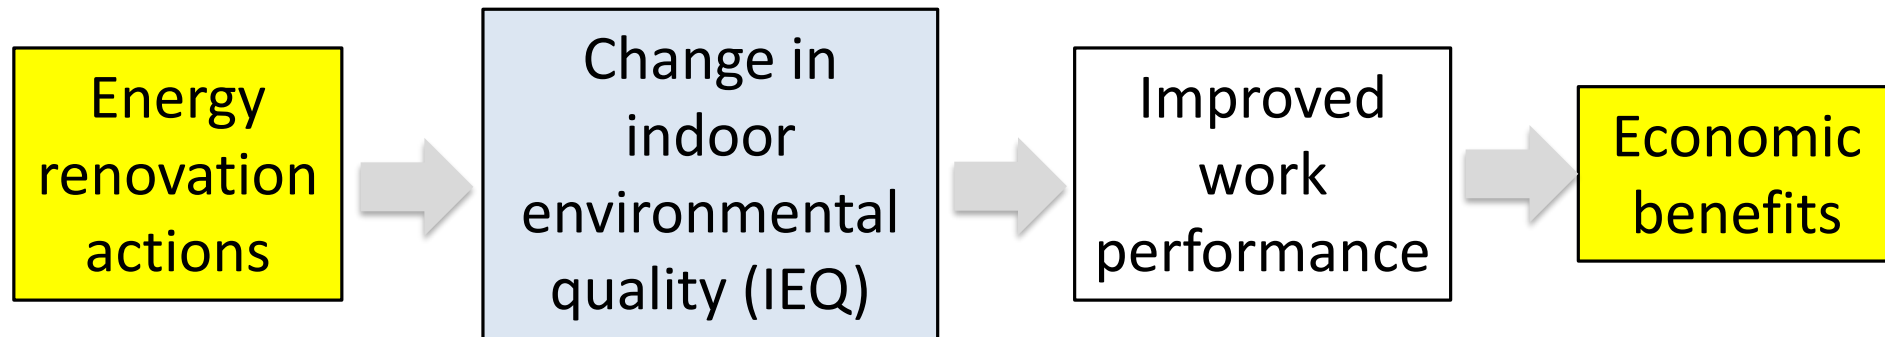 Energy
renovation
actions
Change in
indoor
environmental
quality (IEQ)
Improved
work
performance
Economic
benefits